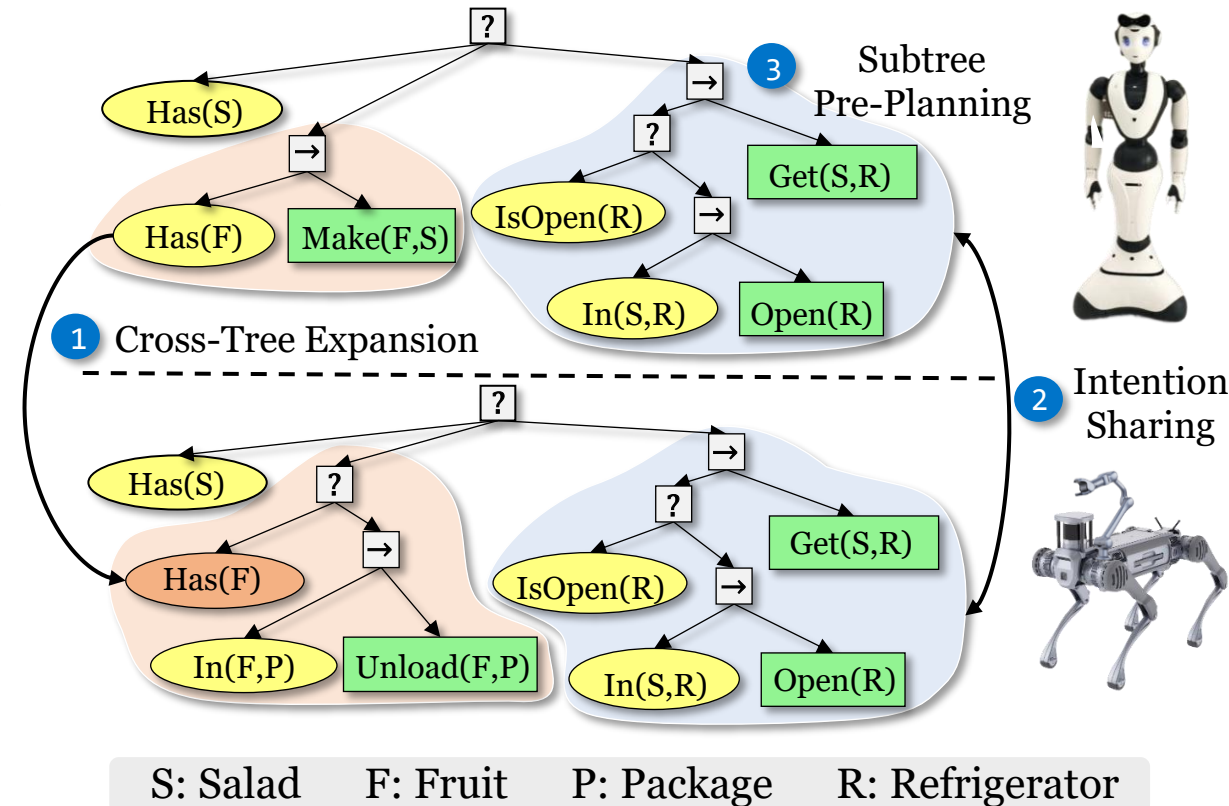 ?
3
Subtree
Pre-Planning
→
Has(S)
?
→
Get(S,R)
IsOpen(R)
→
Has(F)
Make(F,S)
In(S,R)
Open(R)
1
Cross-Tree Expansion
2
Intention
Sharing
?
→
Has(S)
?
?
Get(S,R)
→
Has(F)
IsOpen(R)
→
In(F,P)
Unload(F,P)
In(S,R)
Open(R)
S: Salad F: Fruit P: Package R: Refrigerator